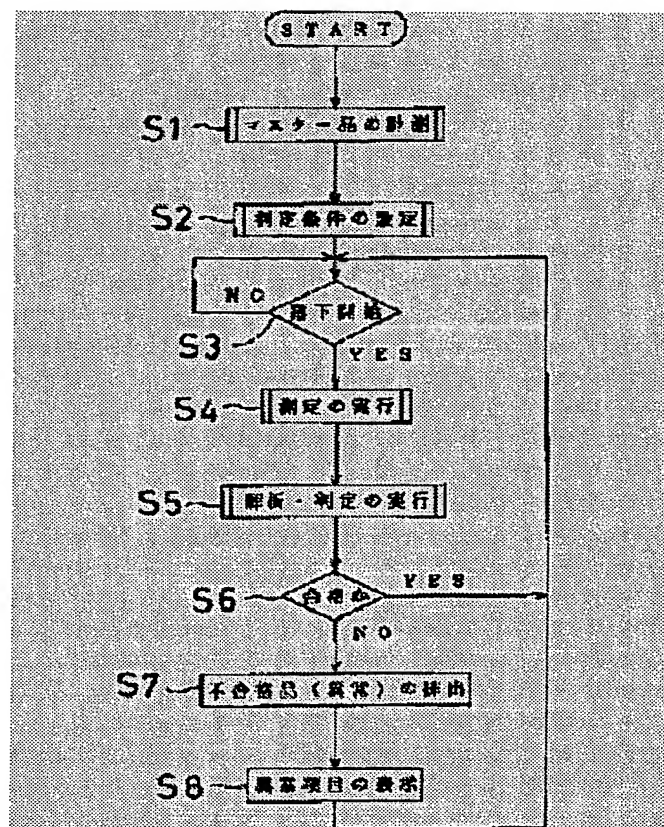 START
S1 マスター品の計測
S2 判定条件の設定
NO
S3 落下開始
YES
S4 測定の実行
S5 解析・判定の実行
S6 合格か YES
NO
S7 不合格品(異常)の排出
S8 異常項目の表示